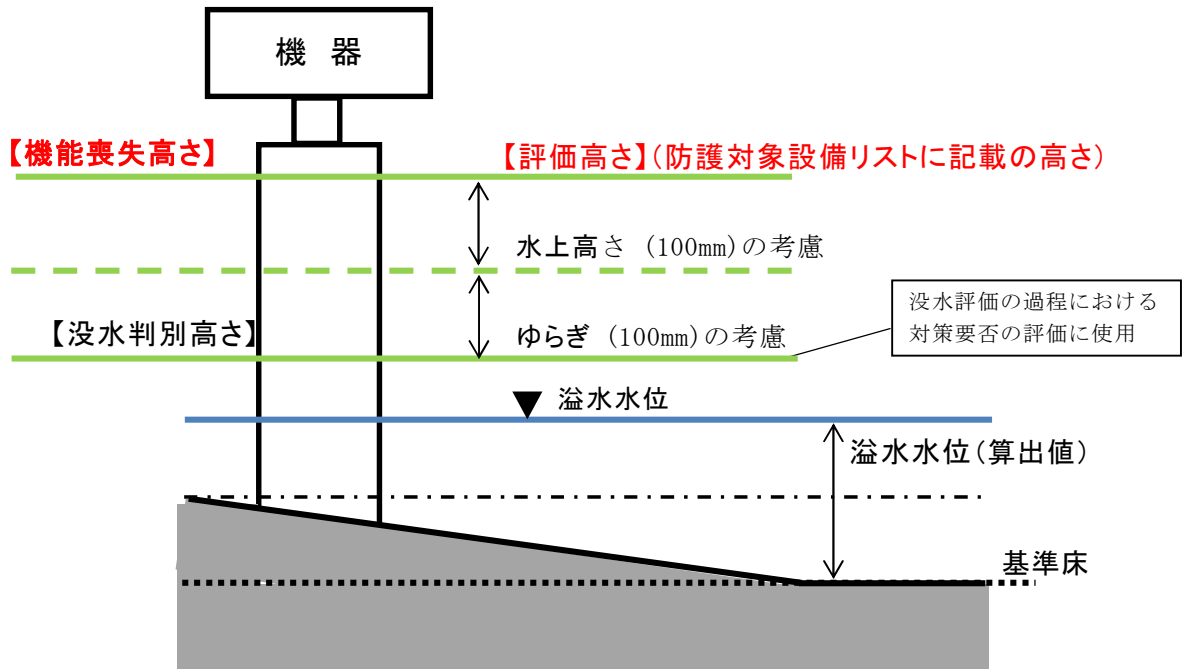 機 器
【機能喪失高さ】
【評価高さ】(防護対象設備リストに記載の高さ)
水上高さ (100mm)の考慮
没水評価の過程における
対策要否の評価に使用
【没水判別高さ】
ゆらぎ (100mm)の考慮
溢水水位
溢水水位(算出値)
基準床